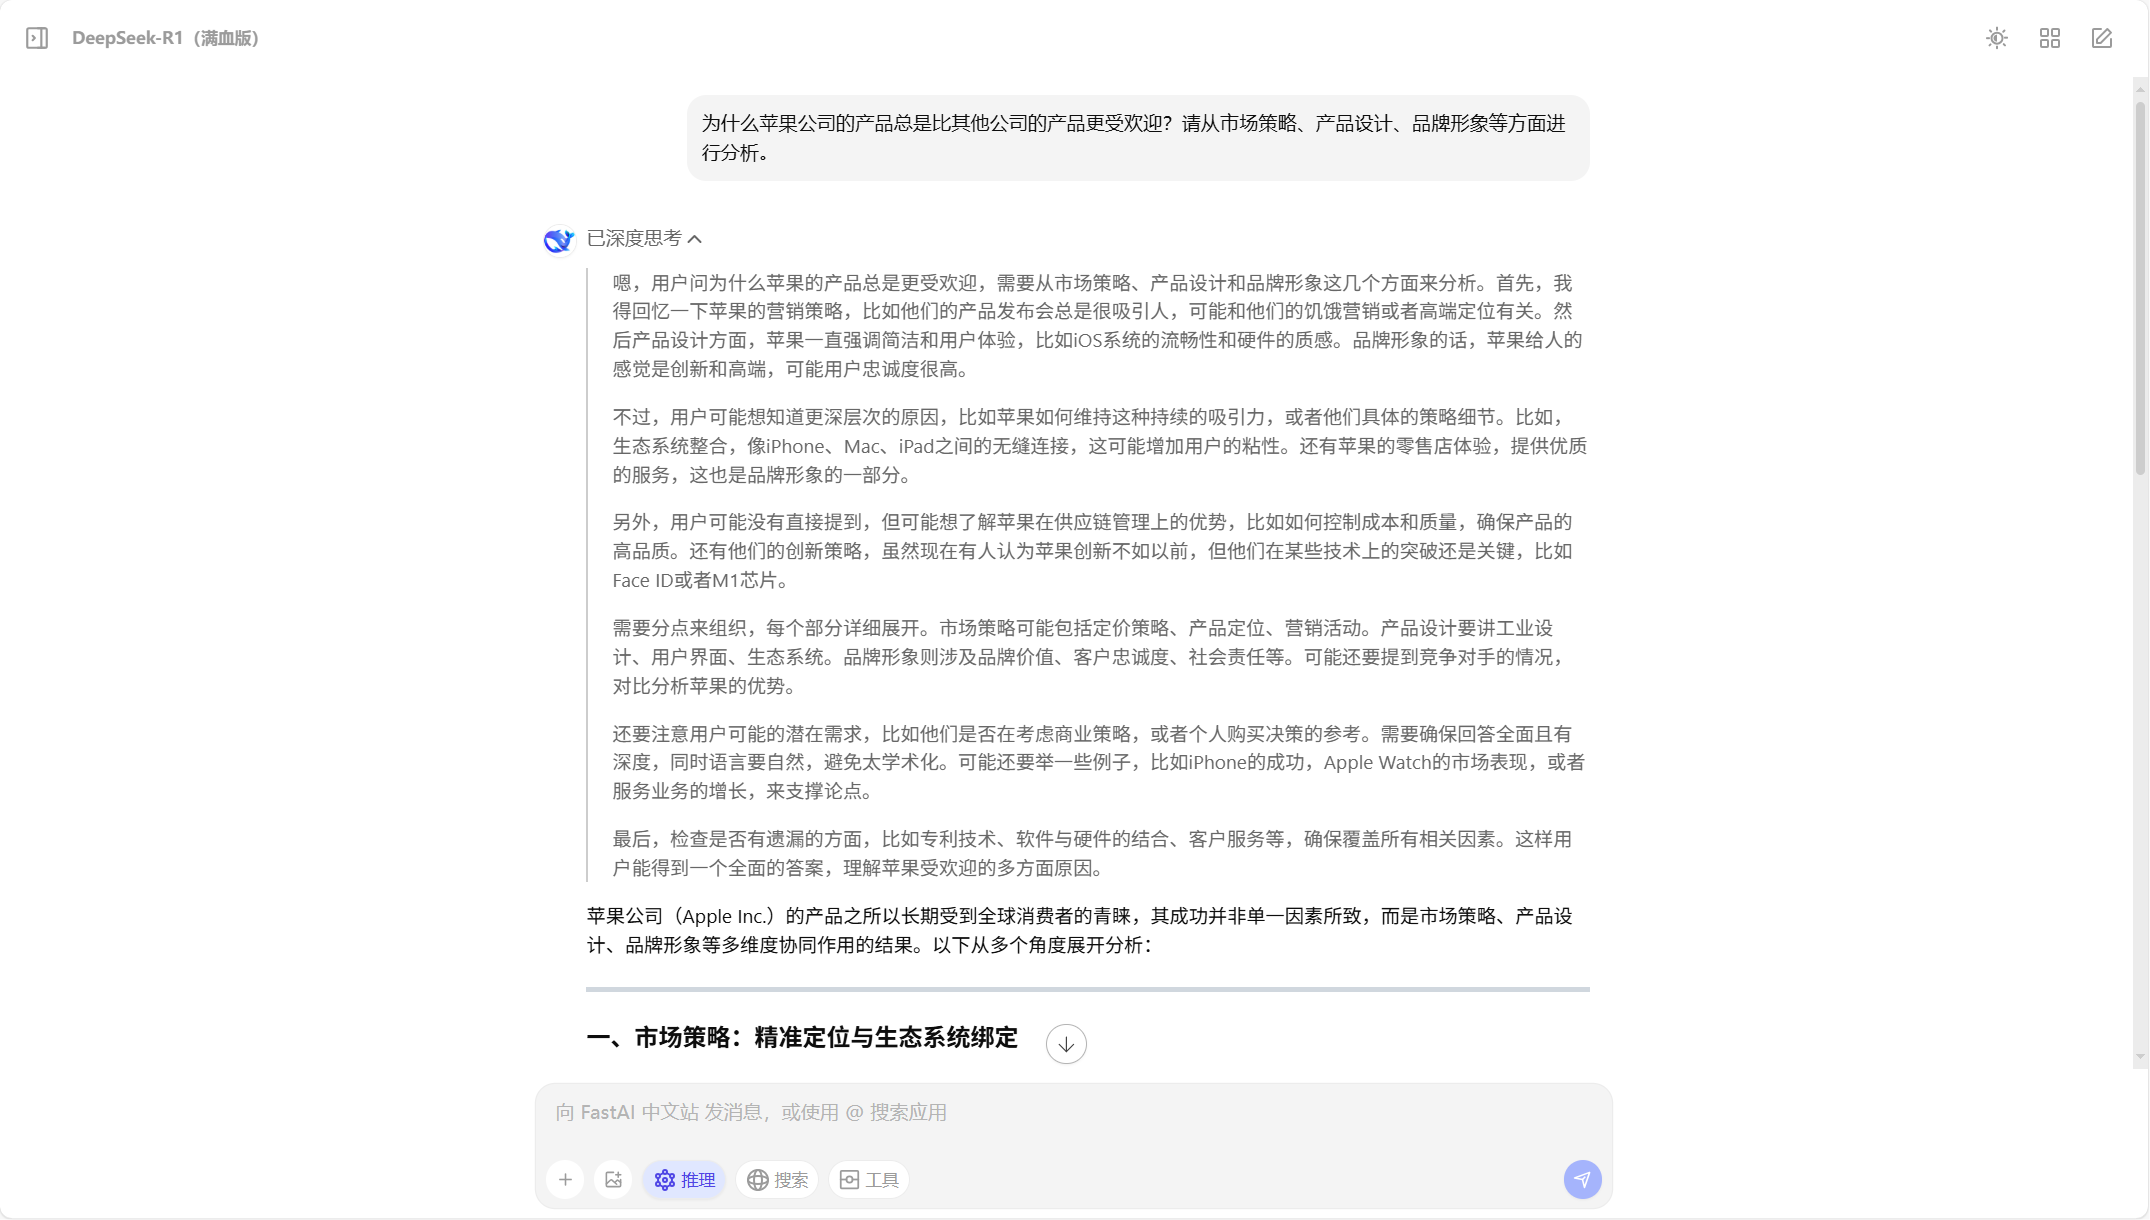 DeepSeek-R1（满血版）
为什么苹果公司的产品总是比其他公司的产品更受欢迎？请从市场策略、产品设计、品牌形象等方面进
行分析。
已深度思考
嗯，用户问为什么苹果的产品总是更受欢迎，需要从市场策略、产品设计和品牌形象这几个方面来分析。首先，我
得回忆一下苹果的营销策略，比如他们的产品发布会总是很吸引人，可能和他们的饥饿营销或者高端定位有关。然
后产品设计方面，苹果一直强调简洁和用户体验，比如iOS系统的流畅性和硬件的质感。品牌形象的话，苹果给人的
感觉是创新和高端，可能用户忠诚度很高。
不过，用户可能想知道更深层次的原因，比如苹果如何维持这种持续的吸引力，或者他们具体的策略细节。比如，
生态系统整合，像iPhone、Mac、iPad之间的无缝连接，这可能增加用户的粘性。还有苹果的零售店体验，提供优质
的服务，这也是品牌形象的一部分。
另外，用户可能没有直接提到，但可能想了解苹果在供应链管理上的优势，比如如何控制成本和质量，确保产品的
高品质。还有他们的创新策略，虽然现在有人认为苹果创新不如以前，但他们在某些技术上的突破还是关键，比如
Face ID或者M1芯片。
需要分点来组织，每个部分详细展开。市场策略可能包括定价策略、产品定位、营销活动。产品设计要讲工业设
计、用户界面、生态系统。品牌形象则涉及品牌价值、客户忠诚度、社会责任等。可能还要提到竞争对手的情况，
对比分析苹果的优势。
还要注意用户可能的潜在需求，比如他们是否在考虑商业策略，或者个人购买决策的参考。需要确保回答全面且有
深度，同时语言要自然，避免太学术化。可能还要举一些例子，比如iPhone的成功，Apple Watch的市场表现，或者
服务业务的增长，来支撑论点。
最后，检查是否有遗漏的方面，比如专利技术、软件与硬件的结合、客户服务等，确保覆盖所有相关因素。这样用
户能得到一个全面的答案，理解苹果受欢迎的多方面原因。
苹果公司（Apple Inc.）的产品之所以长期受到全球消费者的青睐，其成功并非单一因素所致，而是市场策略、产品设
计、品牌形象等多维度协同作用的结果。以下从多个角度展开分析：
一、市场策略：精准定位与生态系统绑定
向 FastAI 中文站 发消息，或使用 @ 搜索应用
推理
搜索
工具